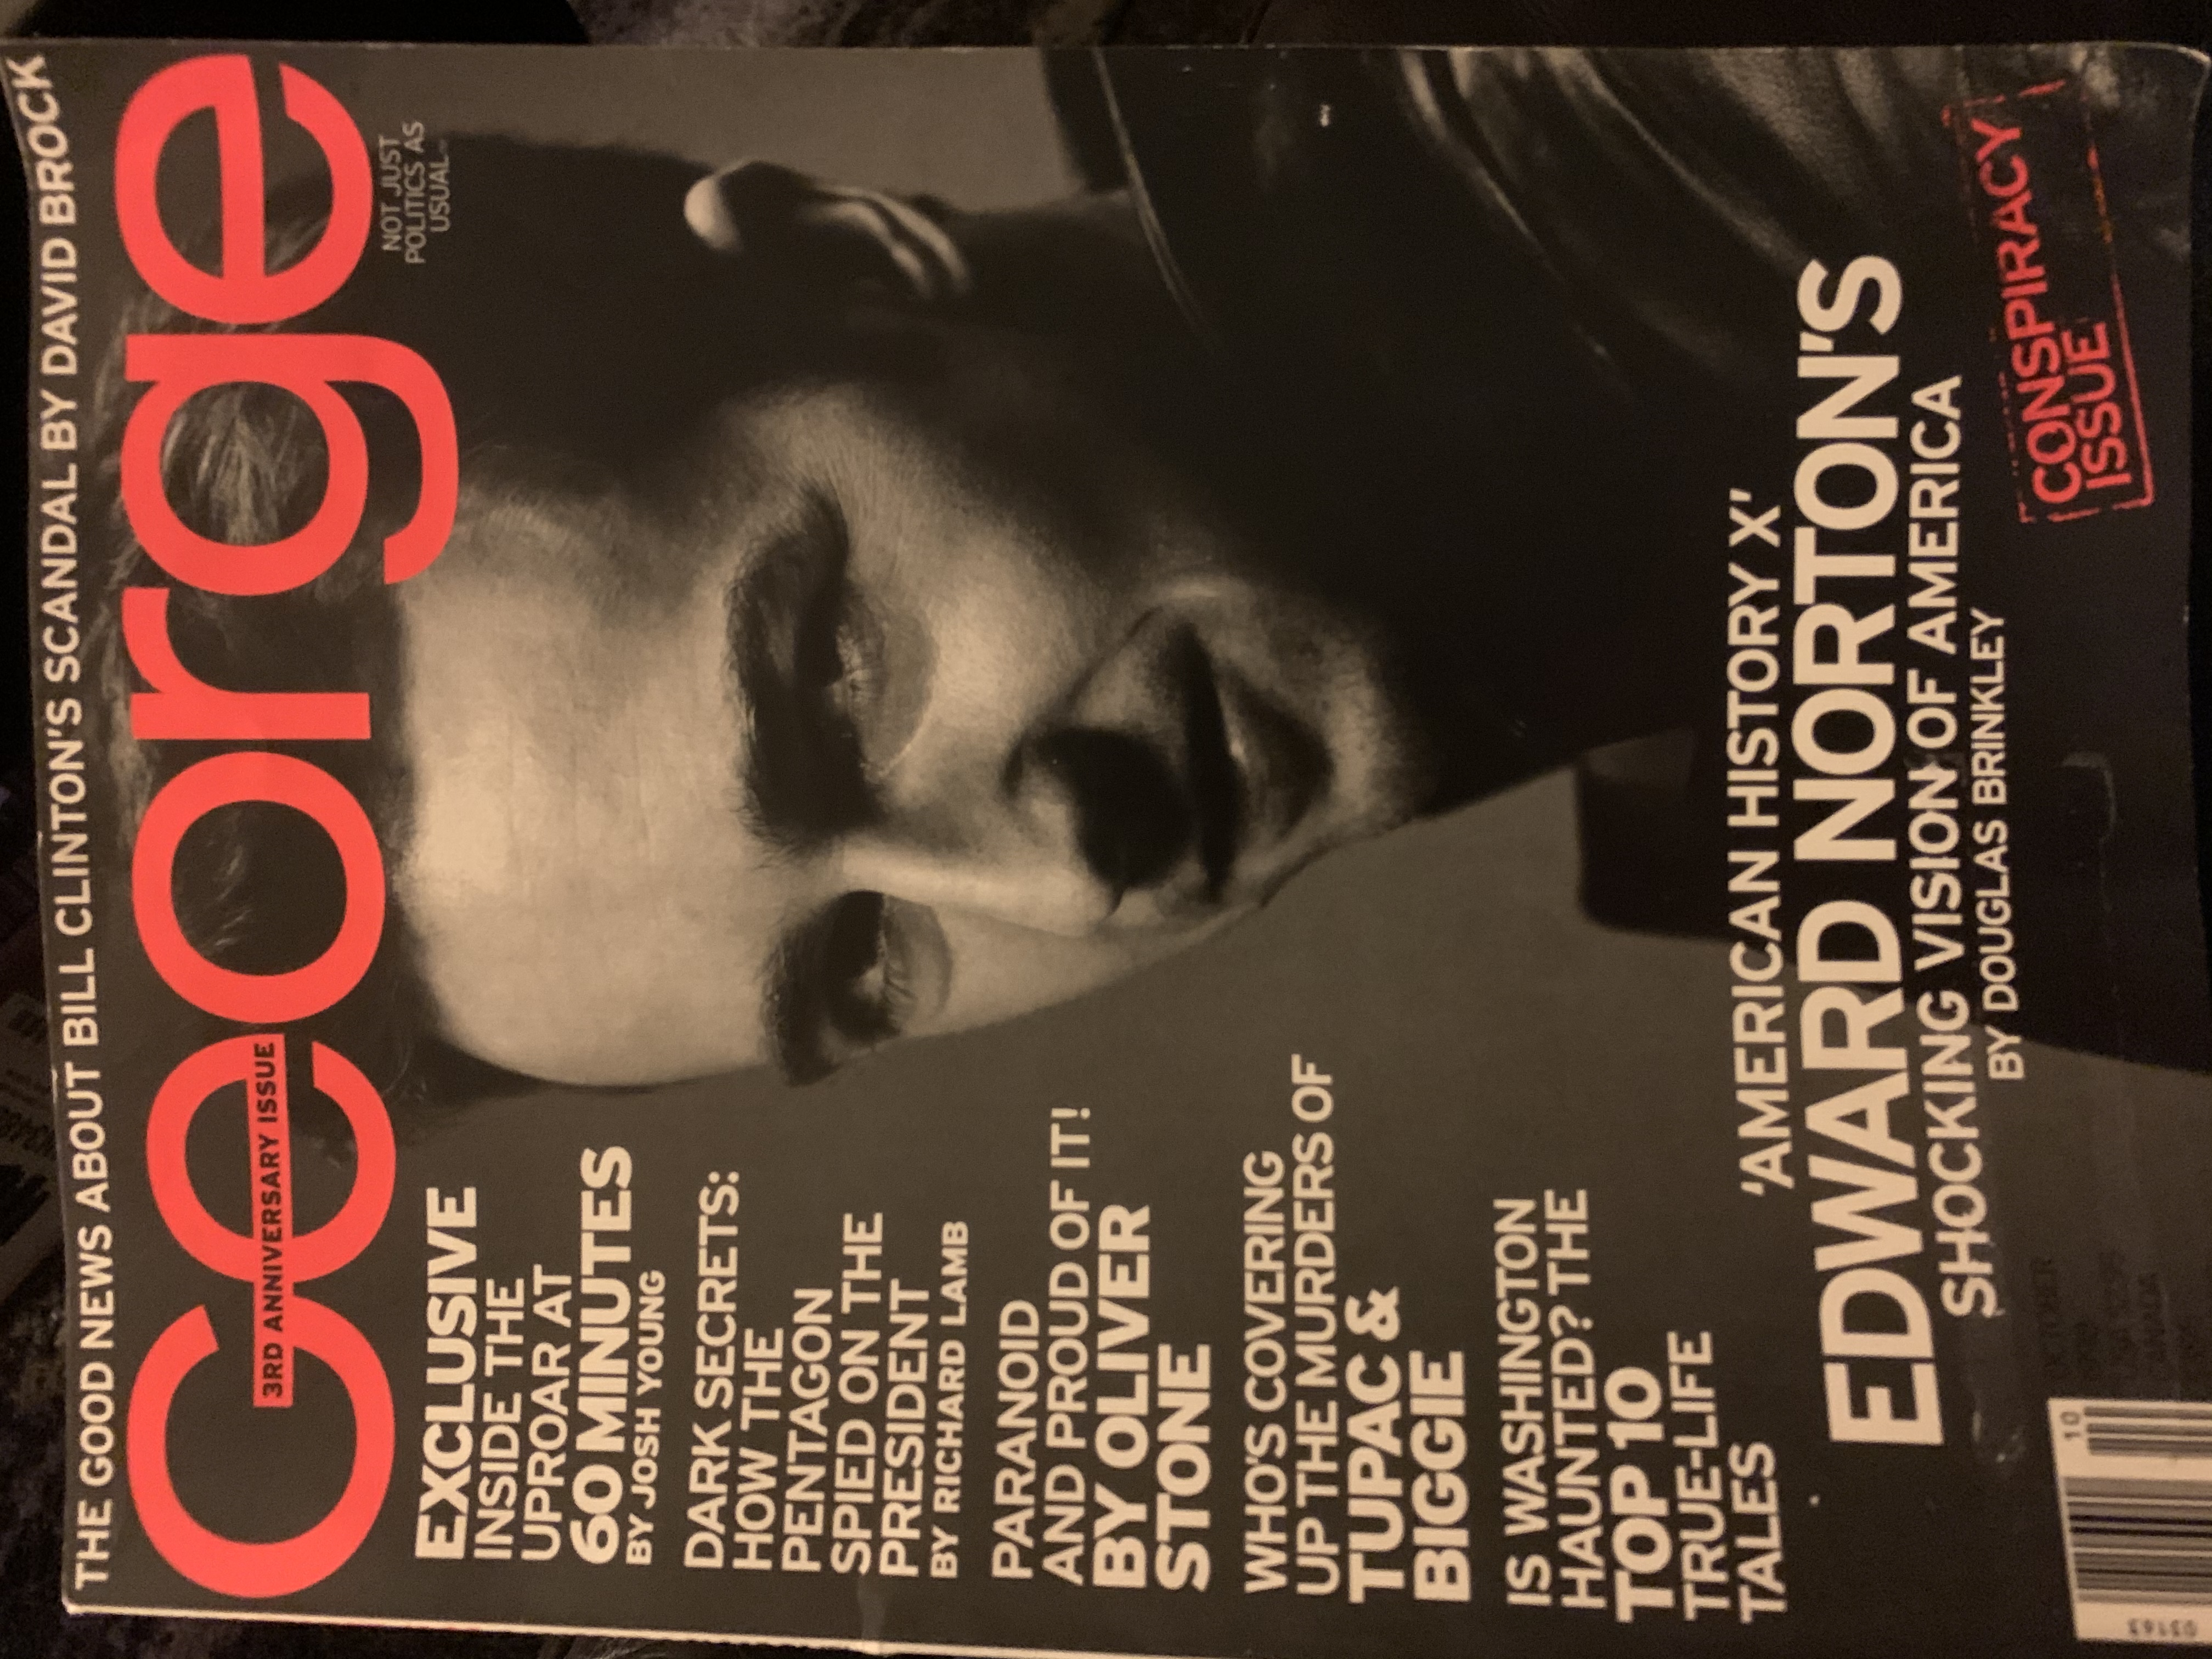 THE GOOD NEWS ABOUT BILL CLINTON'S SCANDAL BY DAVID BROCK
George
3RD ANNIVERSARY ISSUE
NOT JUST
POLITICS AS
USUAL
EXCLUSIVE
INSIDE THE
UPROAR AT
60 MINUTES
BY JOSH YOUNG
DARK SECRETS:
HOW THE
PENTAGON
SPIED ON THE
PRESIDENT
BY RICHARD LAMB
PARANOID
AND PROUD OF IT!
BY OLIVER
STONE
WHO'S COVERING
UP THE MURDERS OF
TUPAC &
BIGGIE
IS WASHINGTON
HAUNTED? THE
TOP 10
TRUE-LIFE
TALES
'AMERICAN HISTORY X'
EDWARD NORTON'S
SHOCKING VISION OF AMERICA
BY DOUGLAS BRINKLEY
CONSPIRACY
ISSUE
OCTOBER
CANADA
10
03163